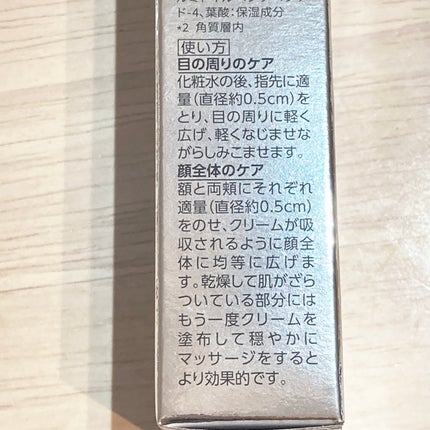 ド-4、葉酸：保湿成分
*2 角質層内
使い方
目の周りのケア
化粧水の後、指先に適
量（直径約0.5cm）を
とり、目の周りに軽く
広げ、軽くなじませな
がらしみこませます。
顔全体のケア
額と両頬にそれぞれ
適量（直径約0.5cm）
をのせ、クリームが吸
収されるように顔全
体に均等に広げま
す。乾燥して肌がざら
ついている部分には
もう一度クリームを
塗布して穏やかに
マッサージをすると
より効果的です。